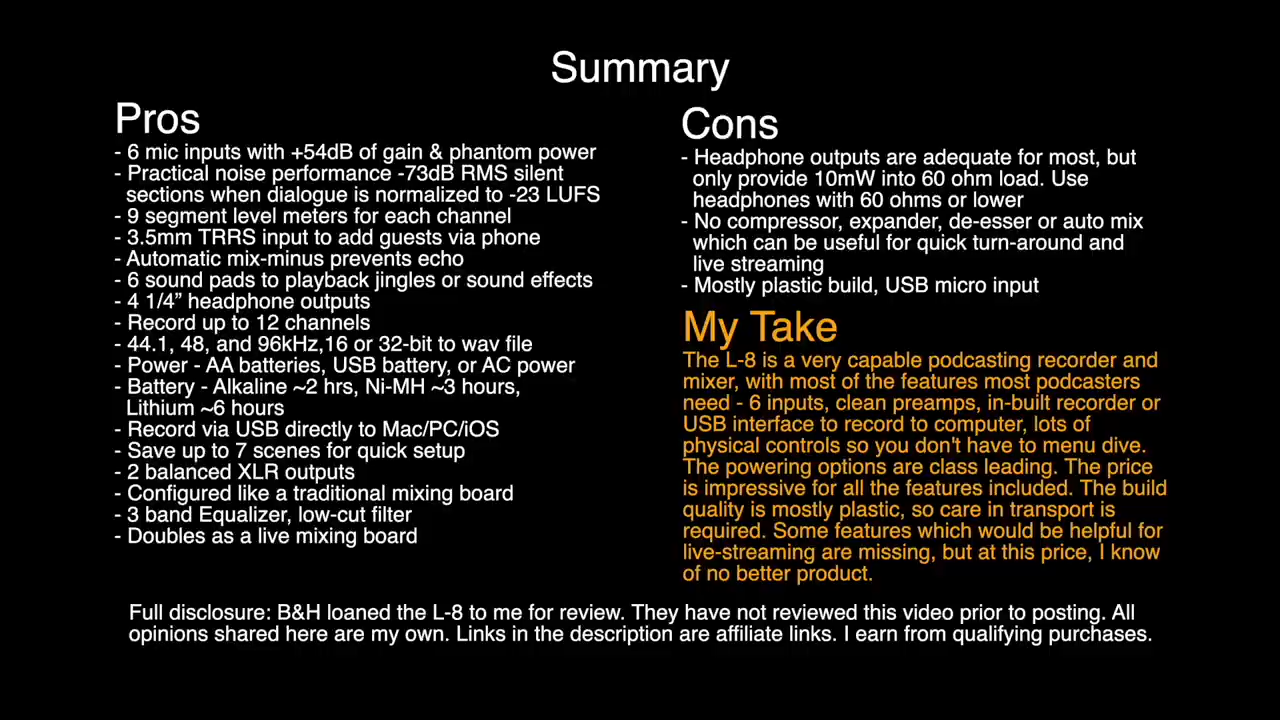 Summary
Pros
- 6 mic inputs with +54dB of gain & phantom power
- Practical noise performance -73dB RMS silent
sections when dialogue is normalized to -23 LUFS
- 9 segment level meters for each channel
- 3.5mm TRRS input to add guests via phone
- Automatic mix-minus prevents echo
- 6 sound pads to playback jingles or sound effects
- 4 1/4” headphone outputs
- Record up to 12 channels
- 44.1, 48, and 96kHz,16 or 32-bit to wav file
- Power - AA batteries, USB battery, or AC power
- Battery - Alkaline ~2 hrs, Ni-MH ~3 hours,
Lithium ~6 hours
- Record via USB directly to Mac/PC/iOS
- Save up to 7 scenes for quick setup
- 2 balanced XLR outputs
- Configured like a traditional mixing board
- 3 band Equalizer, low-cut filter
- Doubles as a live mixing board
Cons
- Headphone outputs are adequate for most, but
only provide 10mW into 60 ohm load. Use
headphones with 60 ohms or lower
- No compressor, expander, de-esser or auto mix
which can be useful for quick turn-around and
live streaming
- Mostly plastic build, USB micro input
My Take
The L-8 is a very capable podcasting recorder and
mixer, with most of the features most podcasters
need - 6 inputs, clean preamps, in-built recorder or
USB interface to record to computer, lots of
physical controls so you don't have to menu dive.
The powering options are class leading. The price
is impressive for all the features included. The build
quality is mostly plastic, so care in transport is
required. Some features which would be helpful for
live-streaming are missing, but at this price, I know
of no better product.
Full disclosure: B&H loaned the L-8 to me for review. They have not reviewed this video prior to posting. All
opinions shared here are my own. Links in the description are affiliate links. I earn from qualifying purchases.